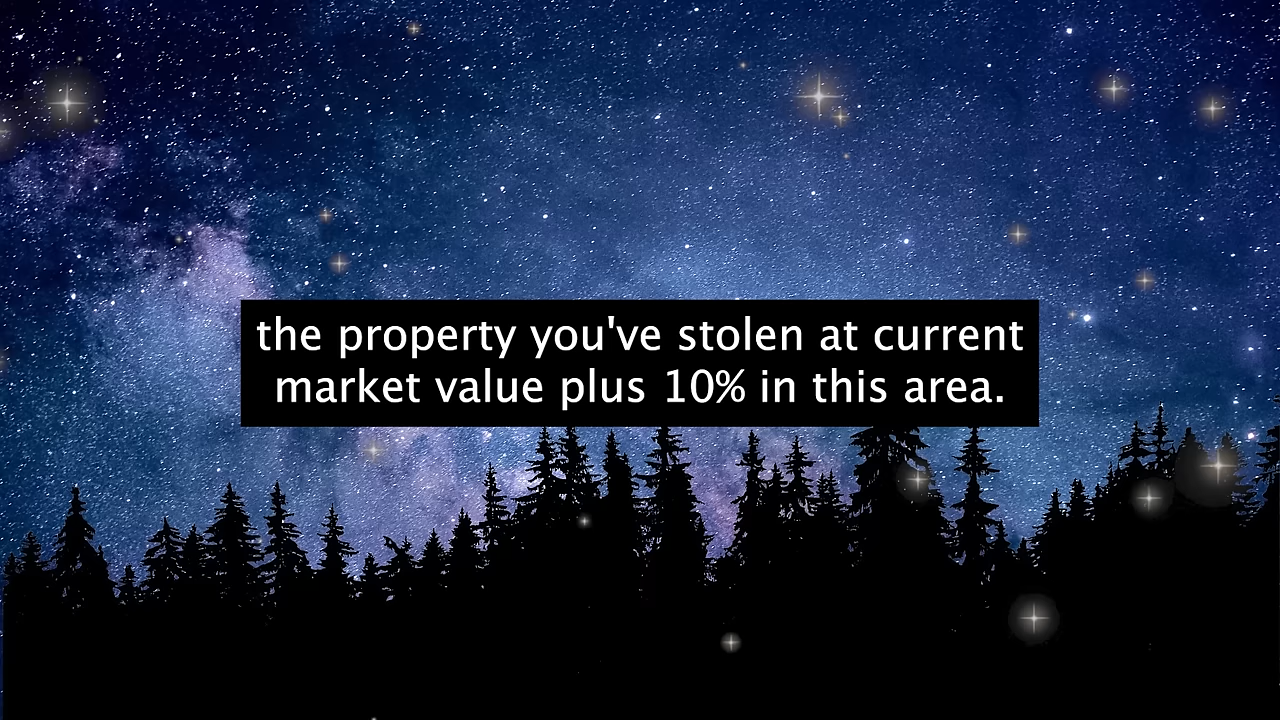 the property you've stolen at current
market value plus 10% in this area.